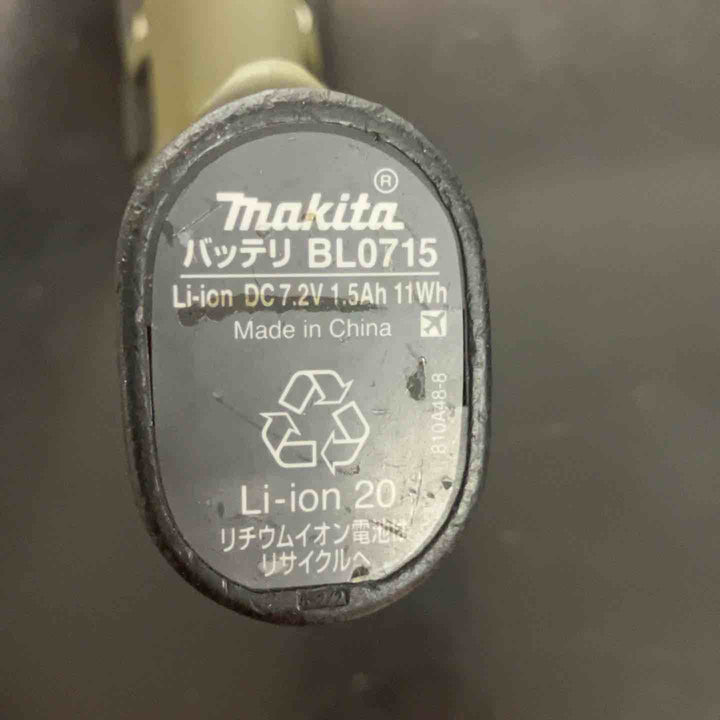 makita®
バッテリ BL0715
Li-ion DC 7.2V 1.5Ah 11Wh
Made in China
810A48-8
Li-ion 20
リチウムイオン電池は
リサイクルへ